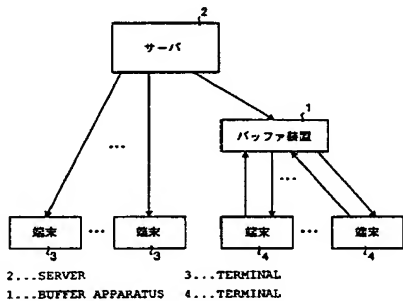 2
サーバ
1
バッファ装置
...
...
端末 ... 端末 端末 ... 端末
3 3 4 4
2...SERVER 3...TERMINAL
1...BUFFER APPARATUS 4...TERMINAL